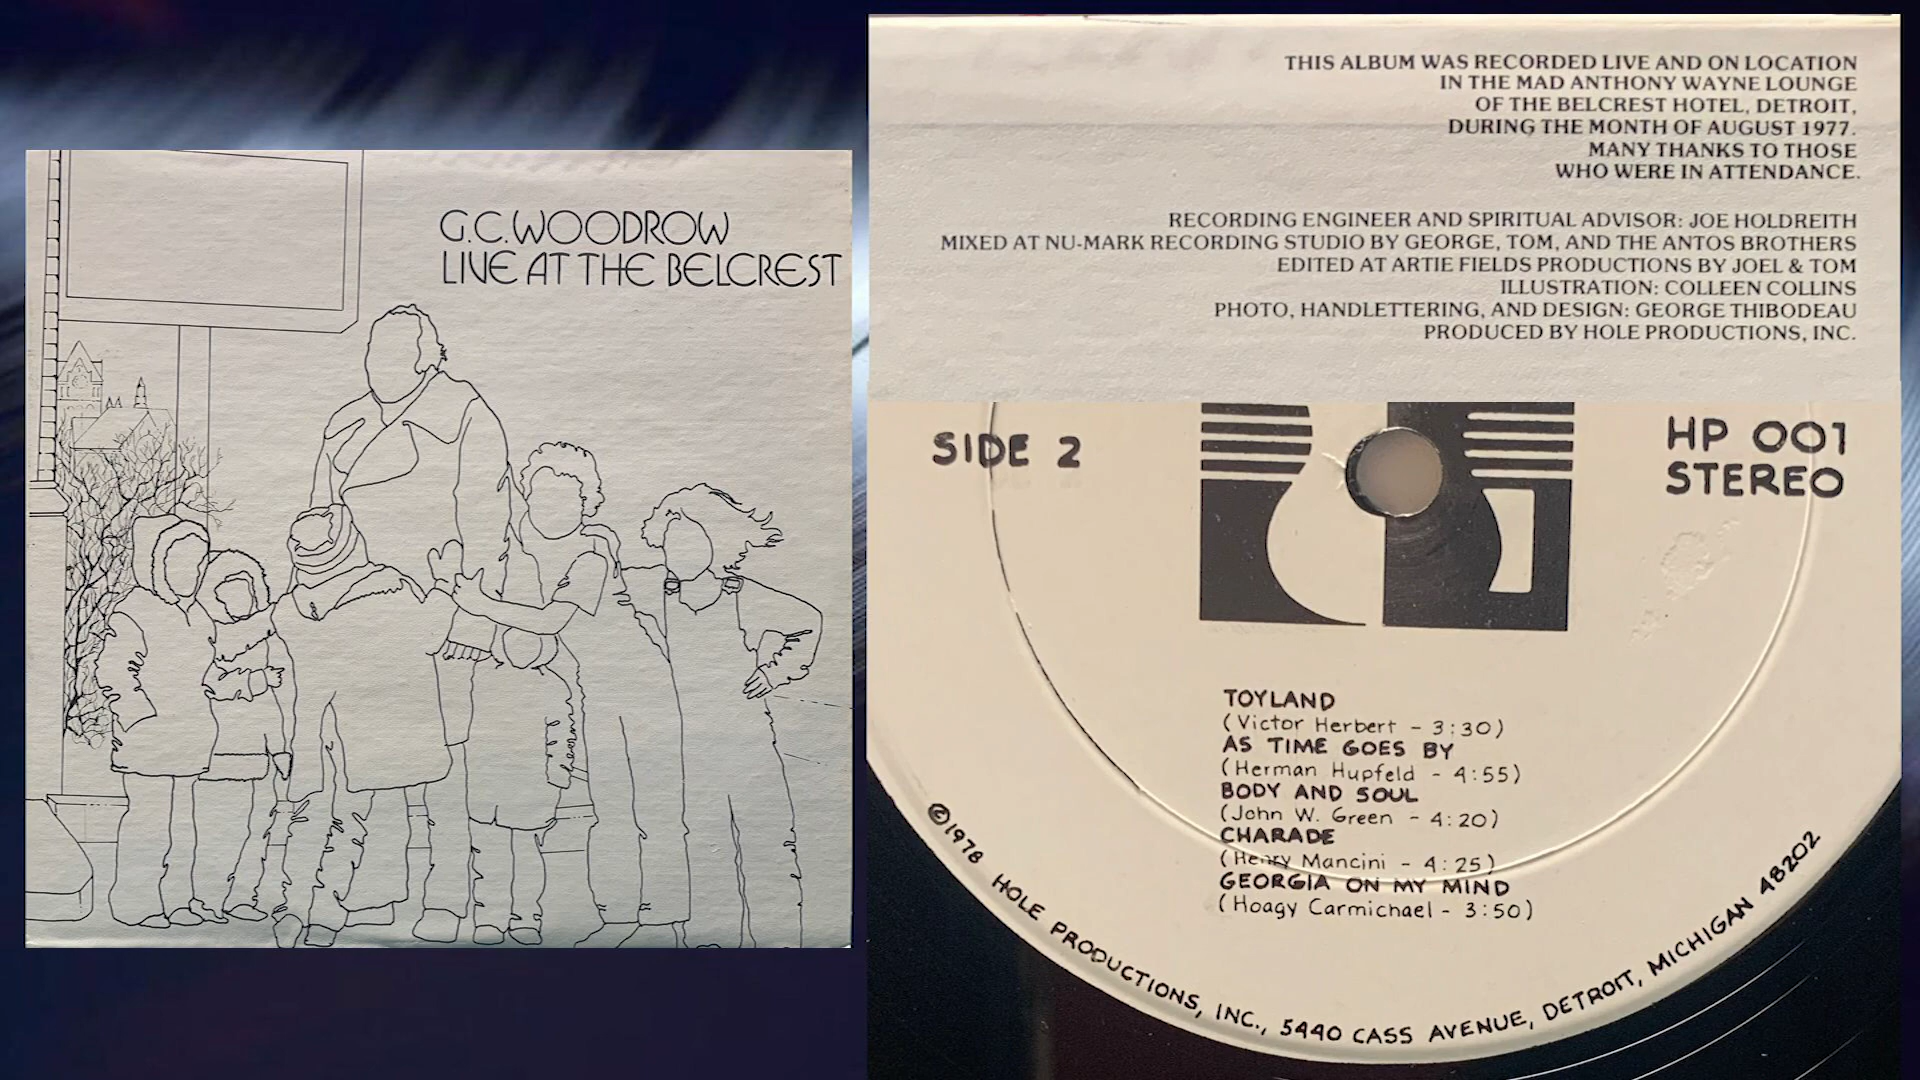 G.C. WOODROW
LIVE AT THE BELCREST
THIS ALBUM WAS RECORDED LIVE AND ON LOCATION
IN THE MAD ANTHONY WAYNE LOUNGE
OF THE BELCREST HOTEL, DETROIT,
DURING THE MONTH OF AUGUST 1977.
MANY THANKS TO THOSE
WHO WERE IN ATTENDANCE.
RECORDING ENGINEER AND SPIRITUAL ADVISOR: JOE HOLDREITH
MIXED AT NU-MARK RECORDING STUDIO BY GEORGE, TOM, AND THE ANTOS BROTHERS
EDITED AT ARTIE FIELDS PRODUCTIONS BY JOEL & TOM
ILLUSTRATION: COLLEEN COLLINS
PHOTO, HANDLETTERING, AND DESIGN: GEORGE THIBODEAU
PRODUCED BY HOLE PRODUCTIONS, INC.
SIDE 2
HP 001
STEREO
TOYLAND
(Victor Herbert - 3:30)
AS TIME GOES BY
(Herman Hupfeld - 4:55)
BODY AND SOUL
(John W. Green - 4:20)
CHARADE
(Henry Mancini - 4:25)
GEORGIA ON MY MIND
(Hoagy Carmichael - 3:50)
©1978 HOLE PRODUCTIONS, INC., 5440 CASS AVENUE, DETROIT, MICHIGAN 48202